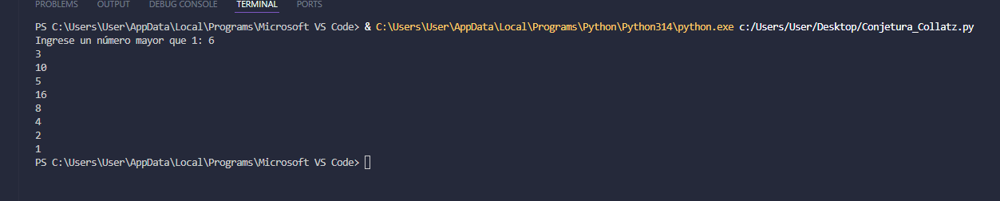 PROBLEMS OUTPUT DEBUG CONSOLE TERMINAL PORTS
PS C:\Users\User\AppData\Local\Programs\Microsoft VS Code> & C:\Users\User\AppData\Local\Programs\Python\Python314\python.exe c:/Users/User/Desktop/Conjetura_Collatz.py
Ingrese un número mayor que 1: 6
3
10
5
16
8
4
2
1
PS C:\Users\User\AppData\Local\Programs\Microsoft VS Code>